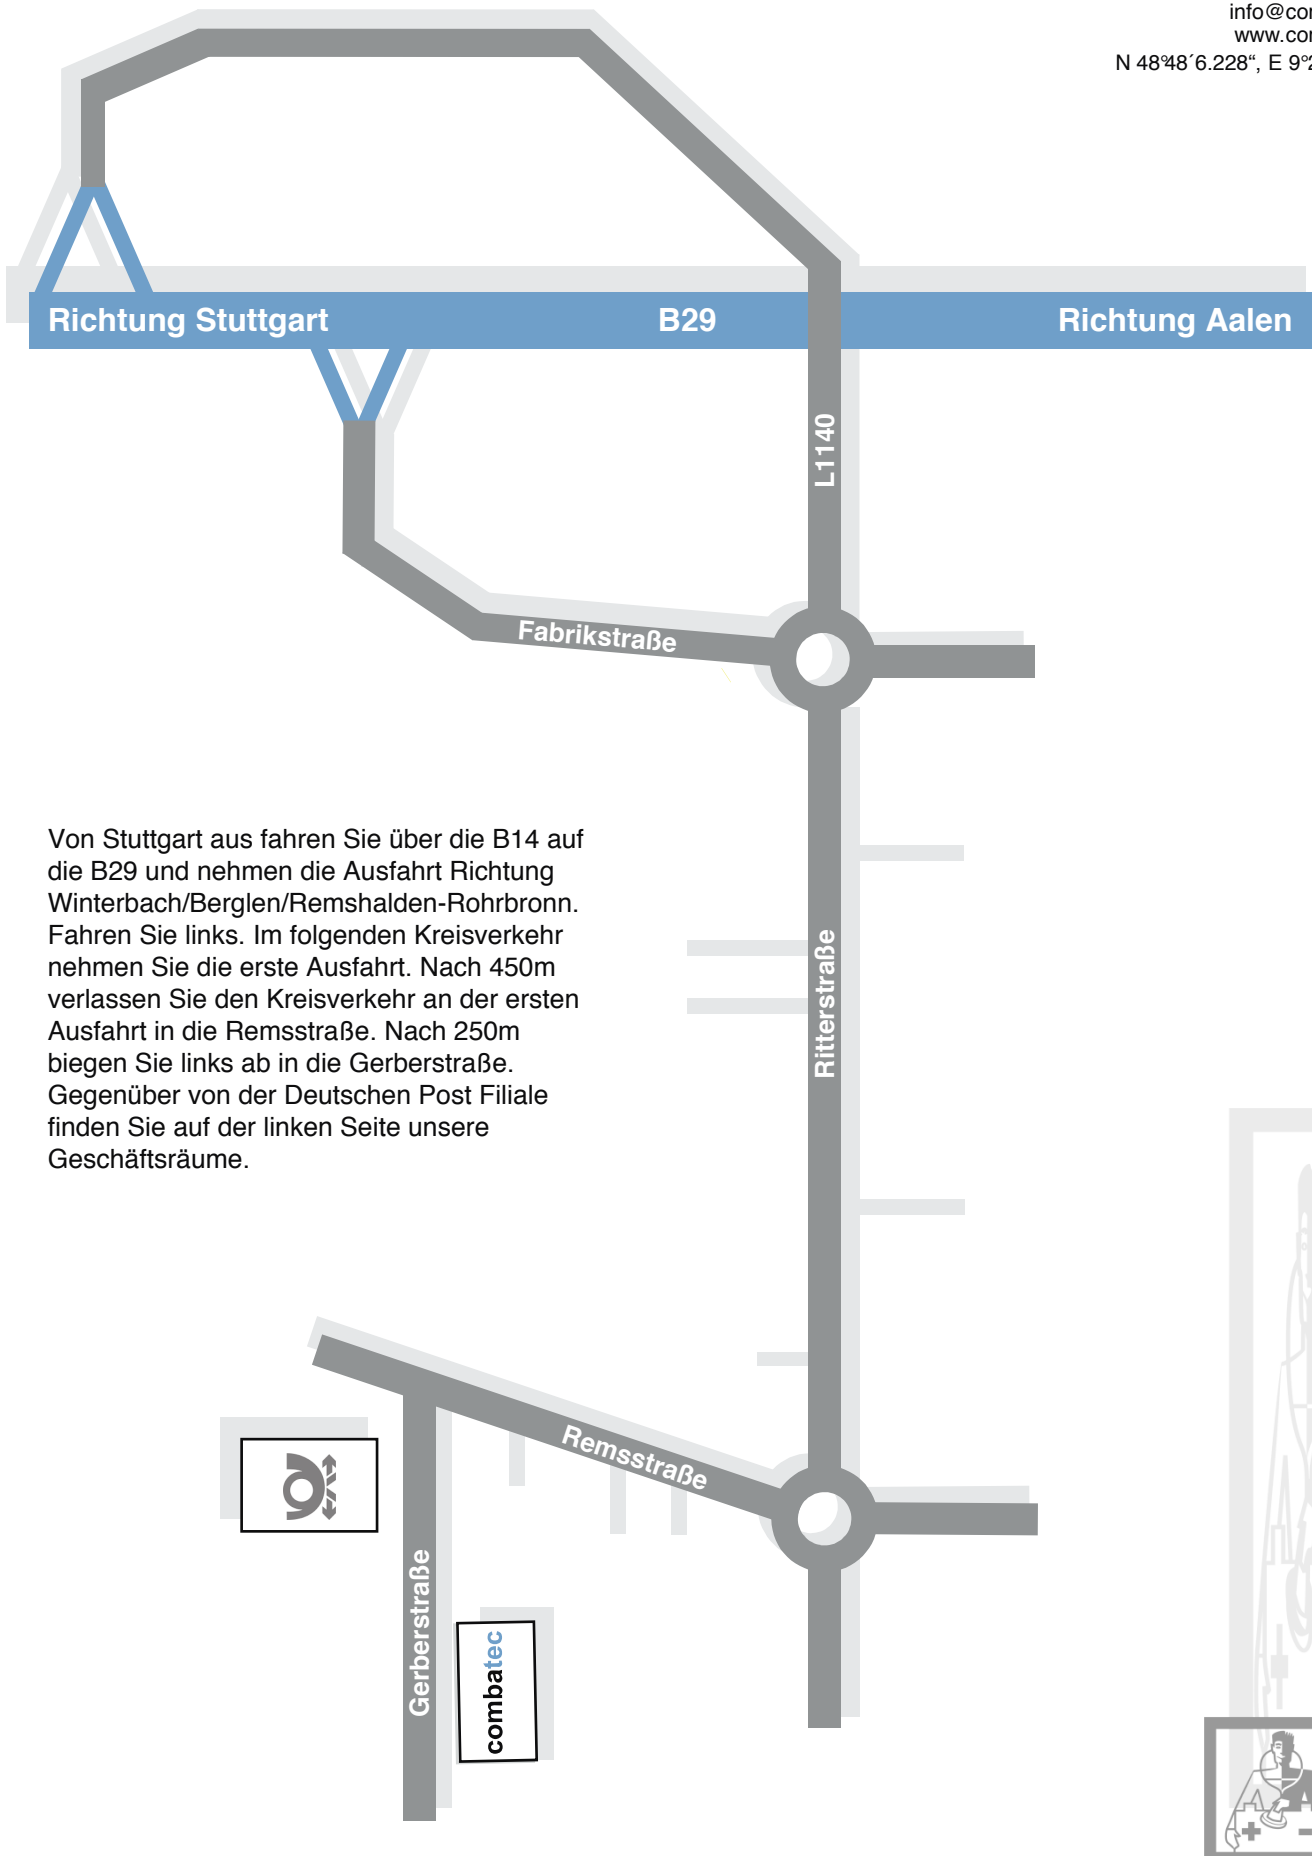 info@co
www.co
N 48°48´6.228“, E 9°
Richtung Stuttgart
B29
Richtung Aalen
L1140
Fabrikstraße
Von Stuttgart aus fahren Sie über die B14 auf
die B29 und nehmen die Ausfahrt Richtung
Winterbach/Berglen/Remshalden-Rohrbronn.
Fahren Sie links. Im folgenden Kreisverkehr
nehmen Sie die erste Ausfahrt. Nach 450m
verlassen Sie den Kreisverkehr an der ersten
Ausfahrt in die Remsstraße. Nach 250m
biegen Sie links ab in die Gerberstraße.
Gegenüber von der Deutschen Post Filiale
finden Sie auf der linken Seite unsere
Geschäftsräume.
Ritterstraße
Remsstraße
Gerberstraße
combatec